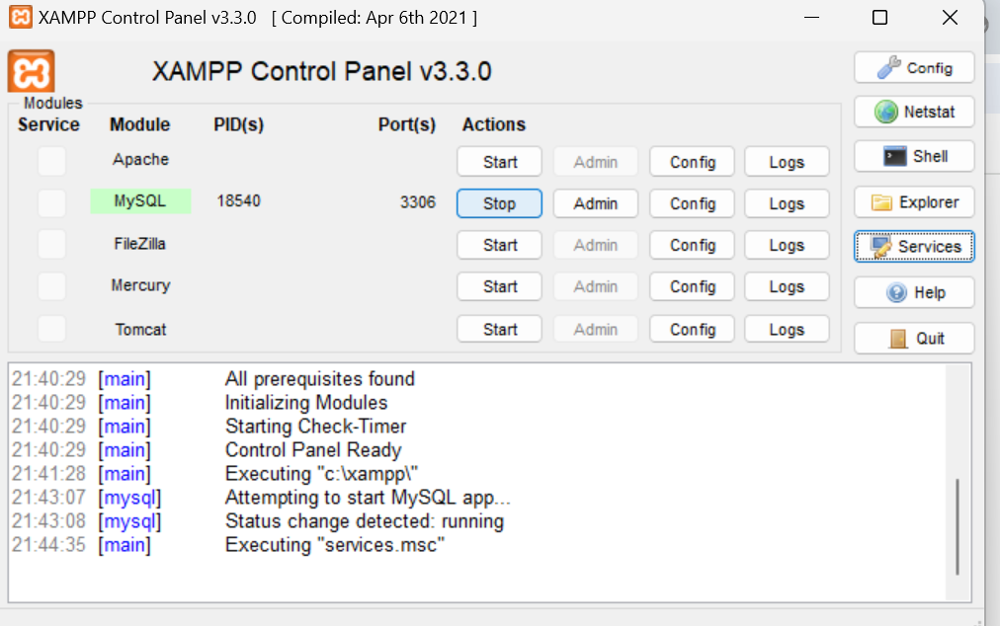 XAMPP Control Panel v3.3.0 [ Compiled: Apr 6th 2021 ]
XAMPP Control Panel v3.3.0
Config
Modules
Service Module PID(s) Port(s) Actions
Netstat
Apache Start Admin Config Logs
Shell
MySQL 18540 3306 Stop Admin Config Logs
Explorer
FileZilla Start Admin Config Logs
Services
Mercury Start Admin Config Logs
Help
Tomcat Start Admin Config Logs
Quit
21:40:29 [main] All prerequisites found
21:40:29 [main] Initializing Modules
21:40:29 [main] Starting Check-Timer
21:40:29 [main] Control Panel Ready
21:41:28 [main] Executing "c:\xampp\"
21:43:07 [mysql] Attempting to start MySQL app...
21:43:08 [mysql] Status change detected: running
21:44:35 [main] Executing "services.msc"